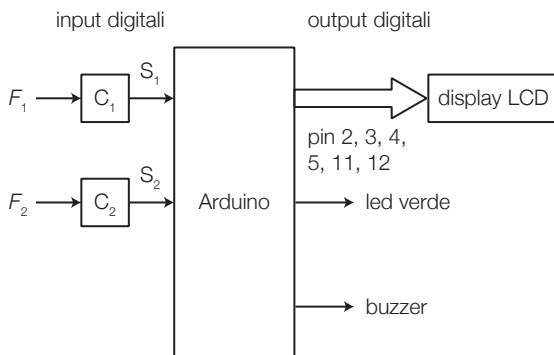 input digitali
output digitali
F₁
C₁
S₁
display LCD
pin 2, 3, 4,
5, 11, 12
F₂
C₂
S₂
Arduino
led verde
buzzer